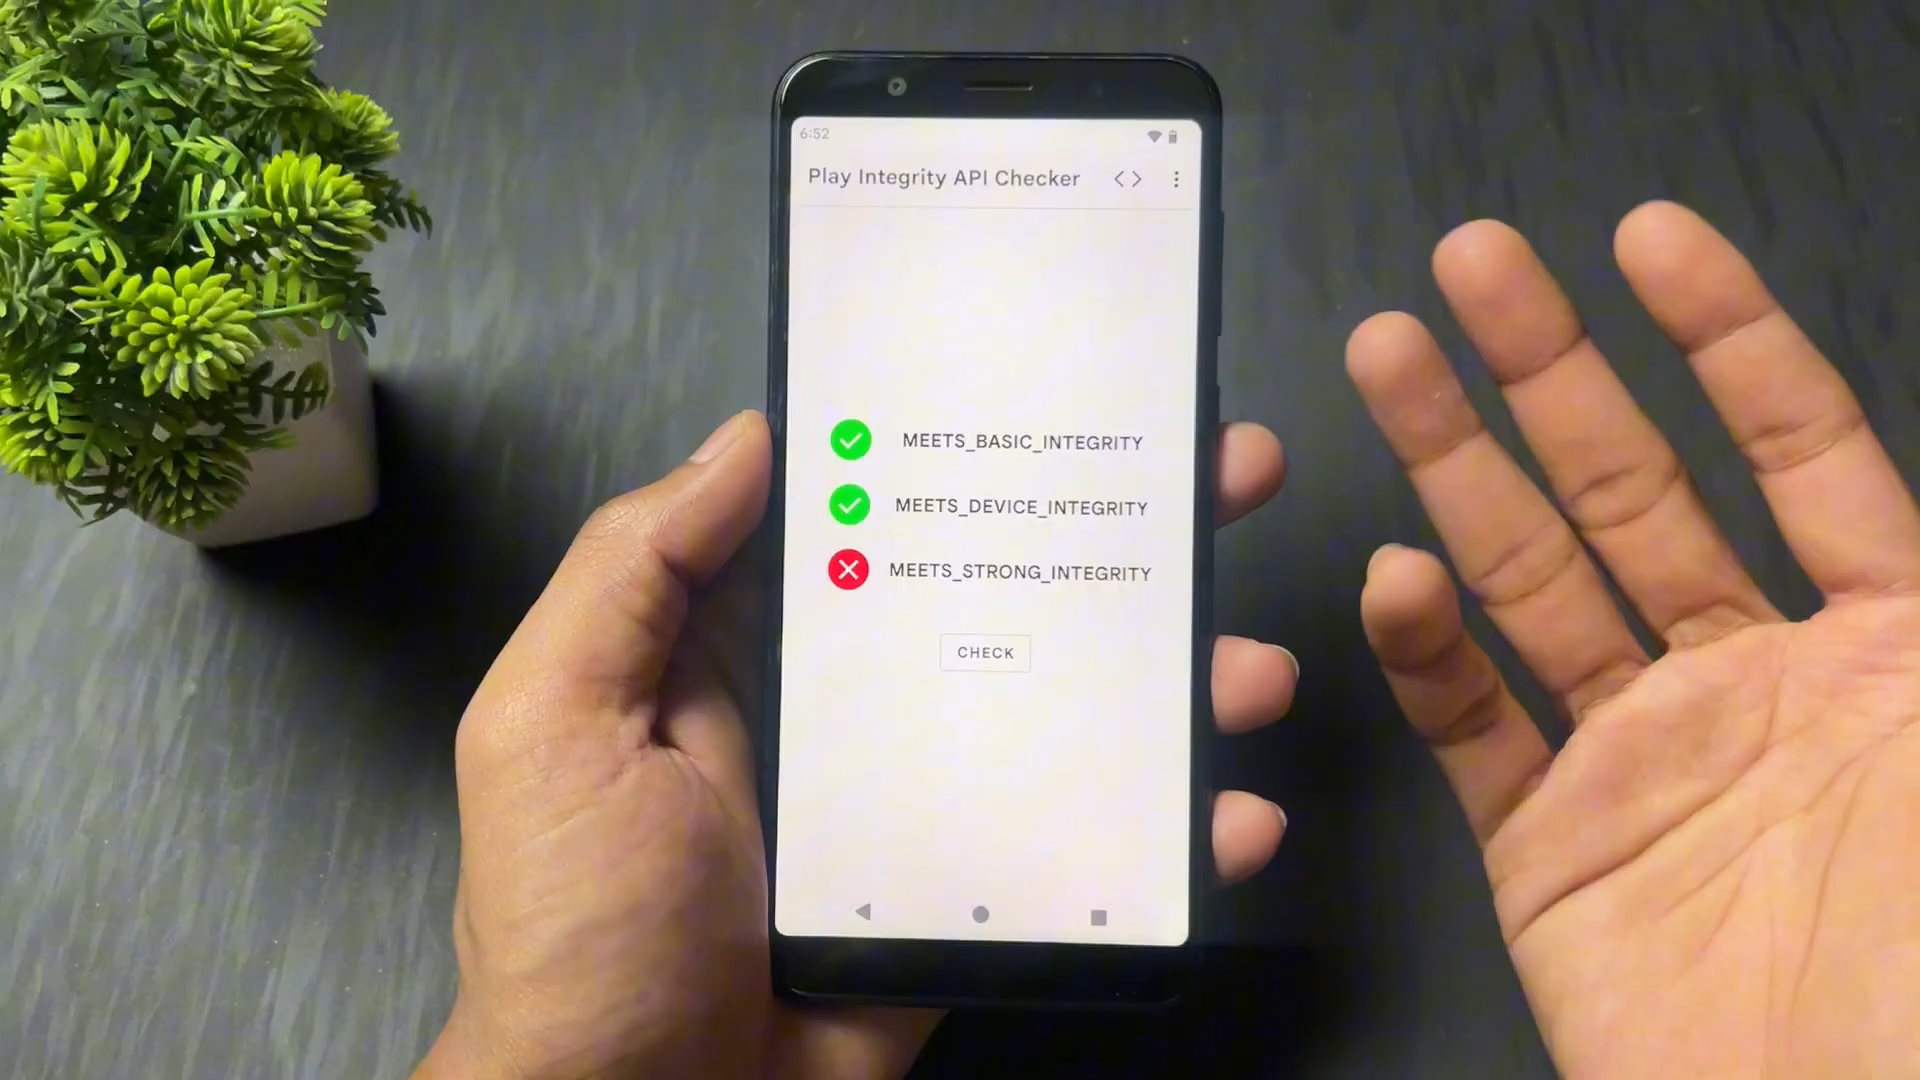 6:52
Play Integrity API Checker
MEETS_BASIC_INTEGRITY
MEETS_DEVICE_INTEGRITY
MEETS_STRONG_INTEGRITY
CHECK